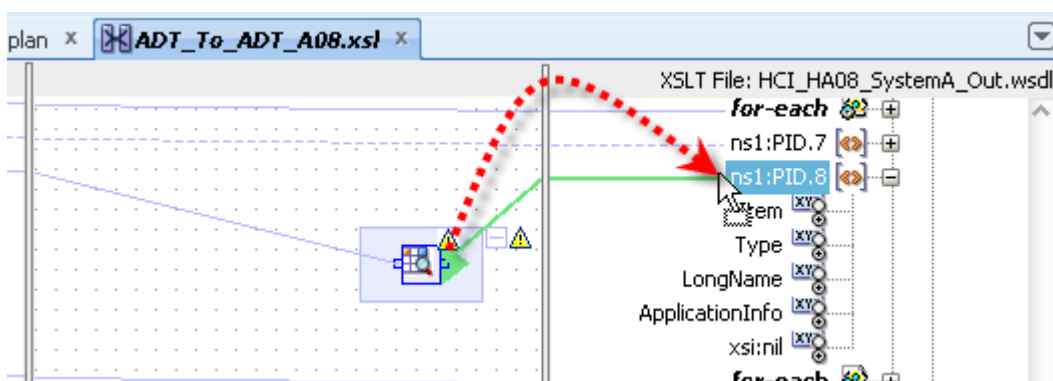 plan x ADT_To_ADT_A08.xsl x
XSLT File: HCI_HA08_SystemA_Out.wsdl
for-each
ns1:PID.7
ns1:PID.8
Type
LongName
ApplicationInfo
xsi:nil
for-each